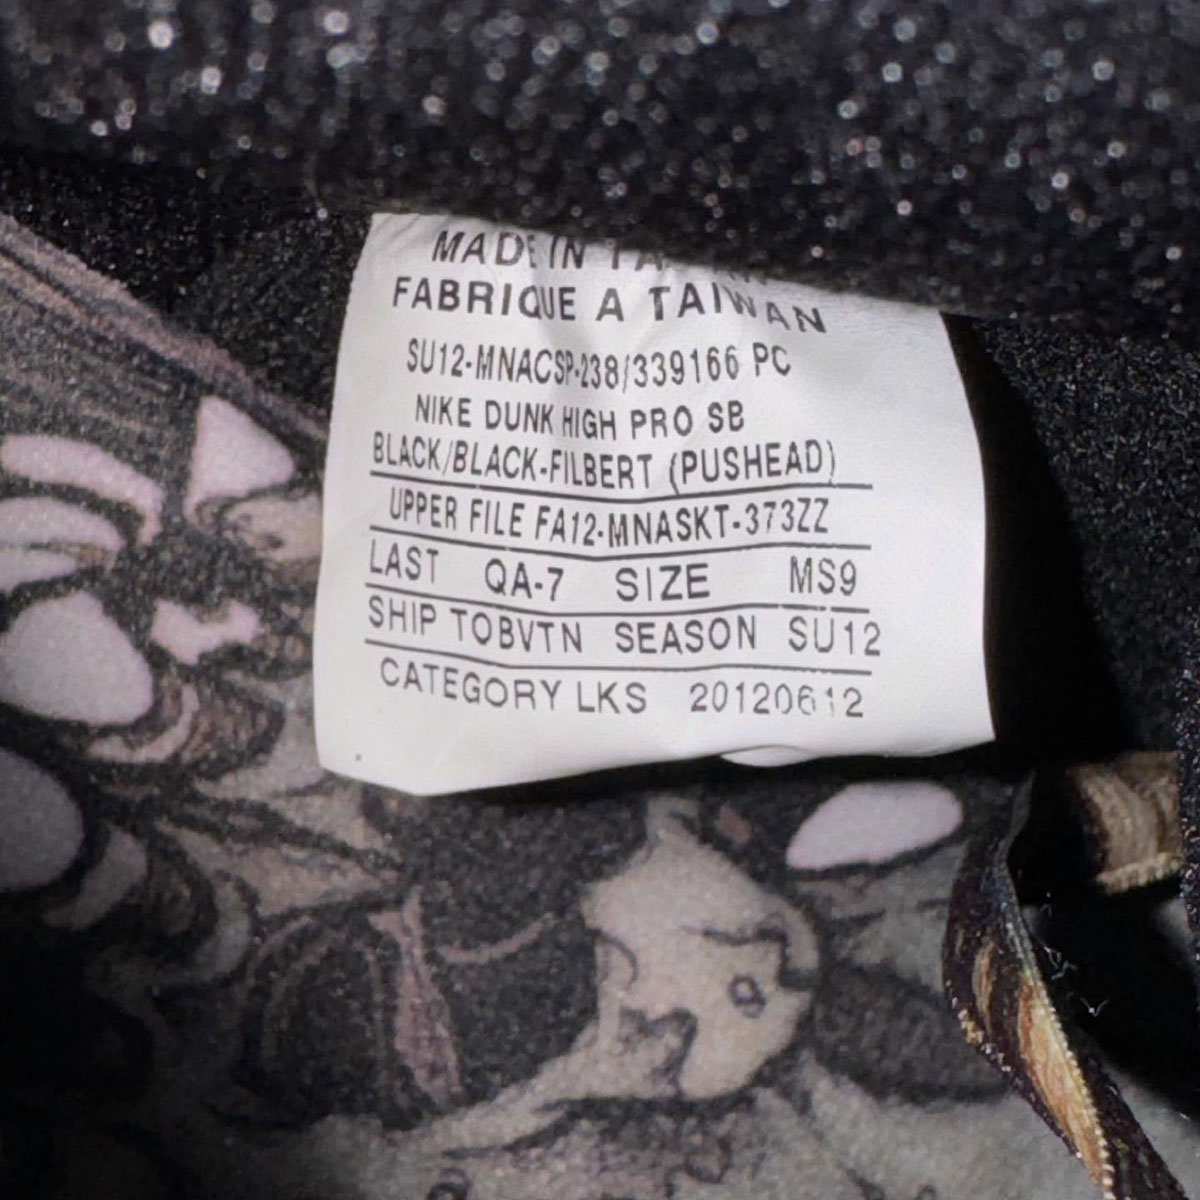 MADE IN TAIWAN
FABRIQUE A TAIWAN
SU12-MNACSP-238/339166 PC
NIKE DUNK HIGH PRO SB
BLACK/BLACK-FILBERT (PUSHEAD)
UPPER FILE FA12-MNASKT-373ZZ
LAST QA-7 SIZE MS9
SHIP TOBVTN SEASON SU12
CATEGORY LKS 20120612